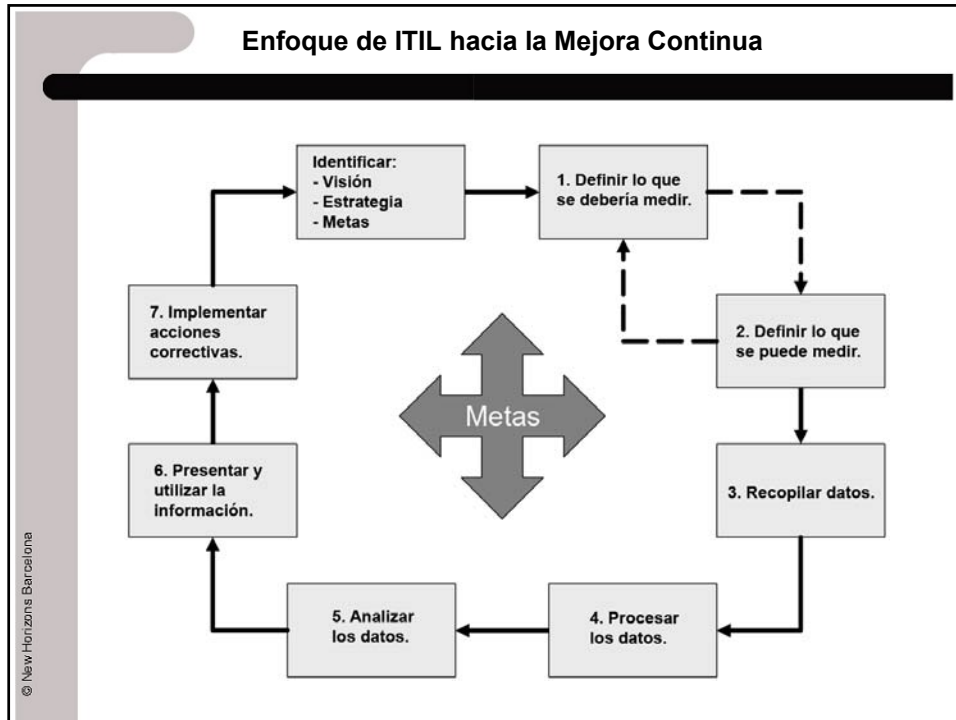 Enfoque de ITIL hacia la Mejora Continua
Identificar:
- Visión
- Estrategia
- Metas
1. Definir lo que
se debería medir.
2. Definir lo que
se puede medir.
3. Recopilar datos.
4. Procesar
los datos.
5. Analizar
los datos.
6. Presentar y
utilizar la
información.
7. Implementar
acciones
correctivas.
Metas
© New Horizons Barcelona